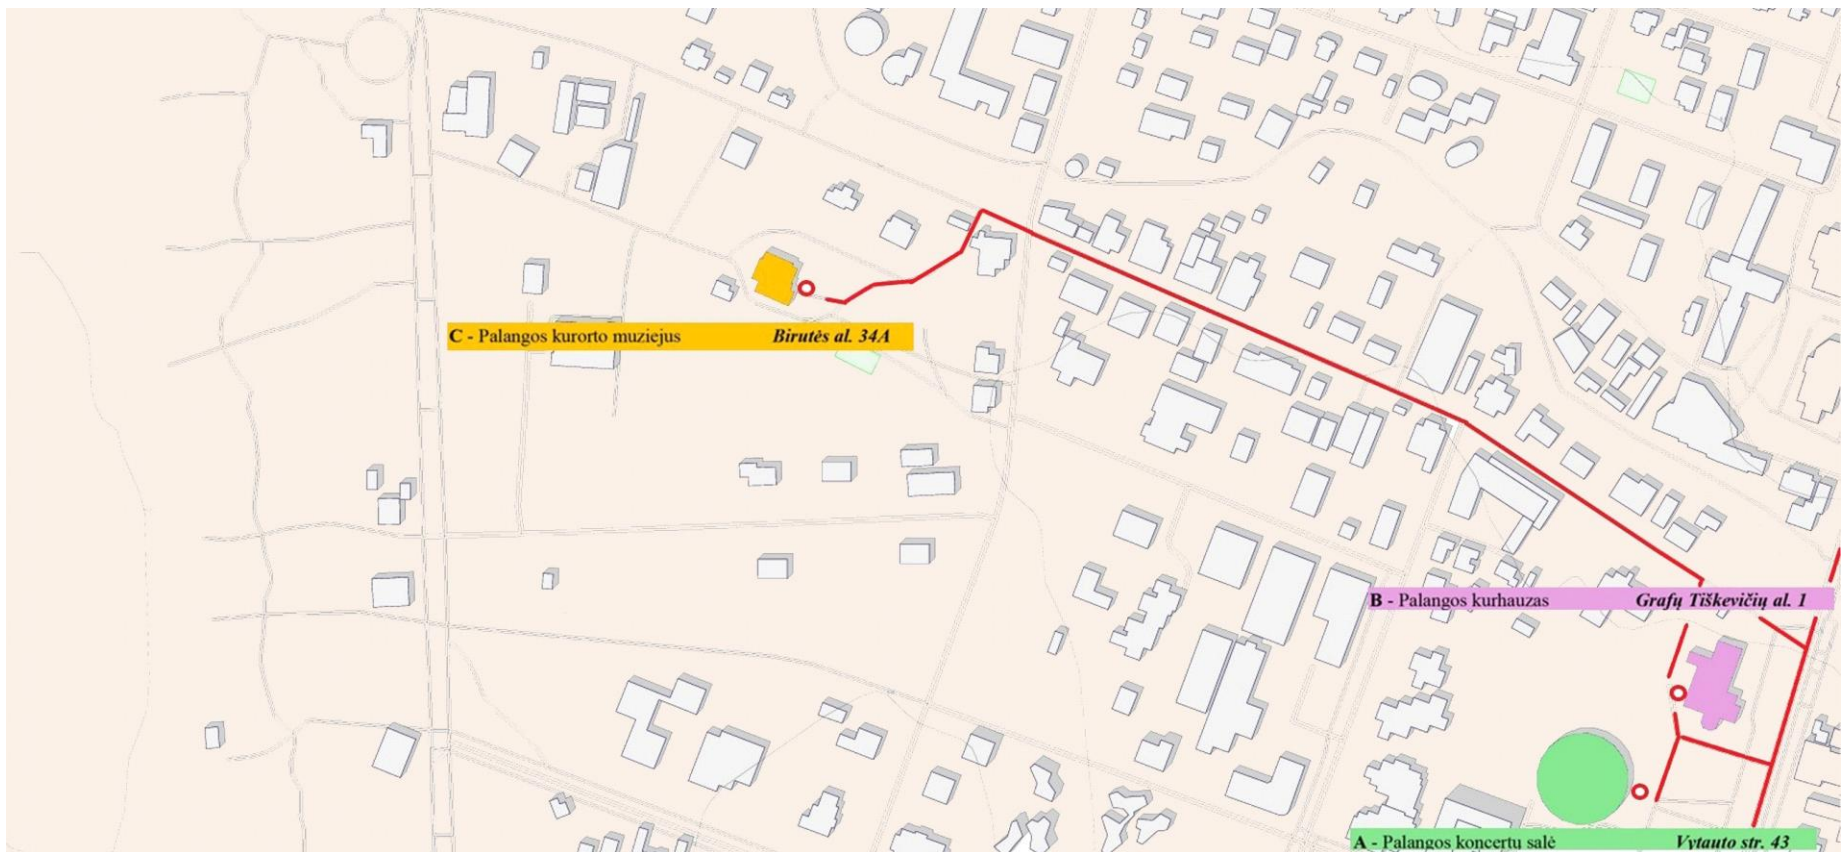 C - Palangos kurorto muziejus Birutės al. 34A
B - Palangos kurhauzas Grafų Tiškevičių al. 1
A - Palangos koncertų salė Vytauto str. 43